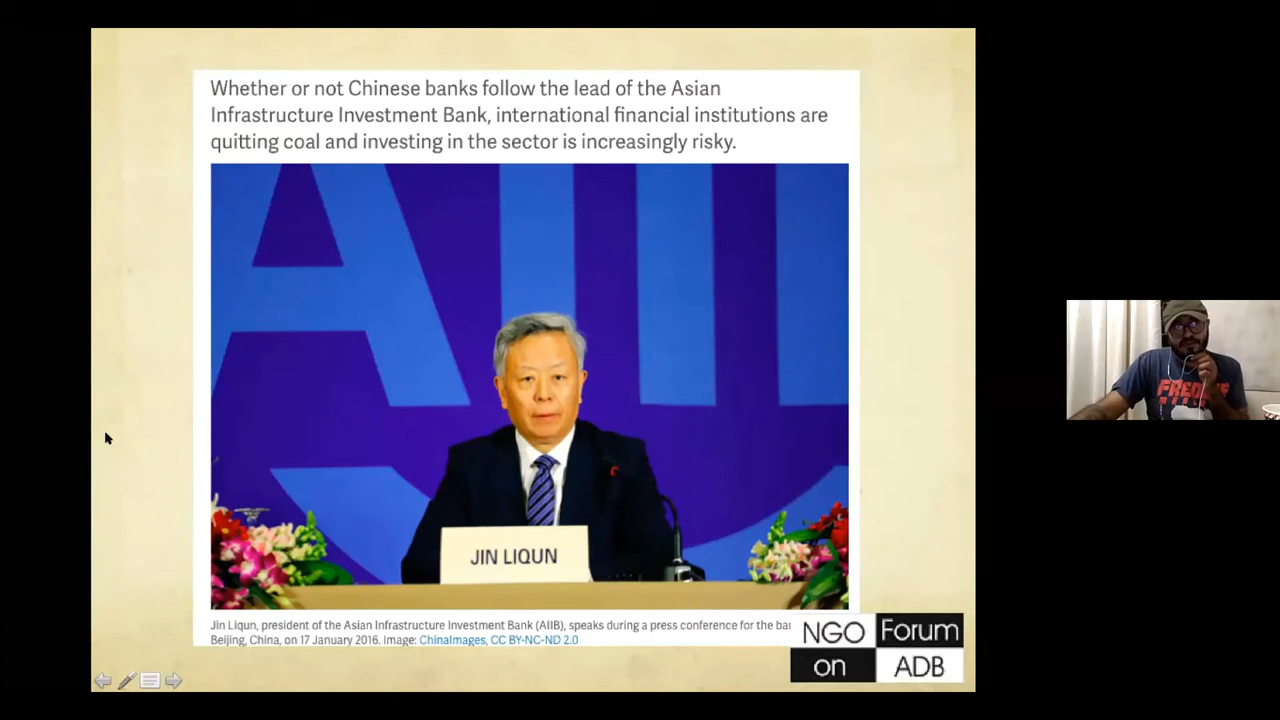 Whether or not Chinese banks follow the lead of the Asian
Infrastructure Investment Bank, international financial institutions are
quitting coal and investing in the sector is increasingly risky.
AIIB
JIN LIQUN
Jin Liqun, president of the Asian Infrastructure Investment Bank (AIIB), speaks during a press conference for the
Beijing, China, on 17 January 2016. Image: ChinaImages, CC BY-NC-ND 2.0
NGO Forum
on ADB